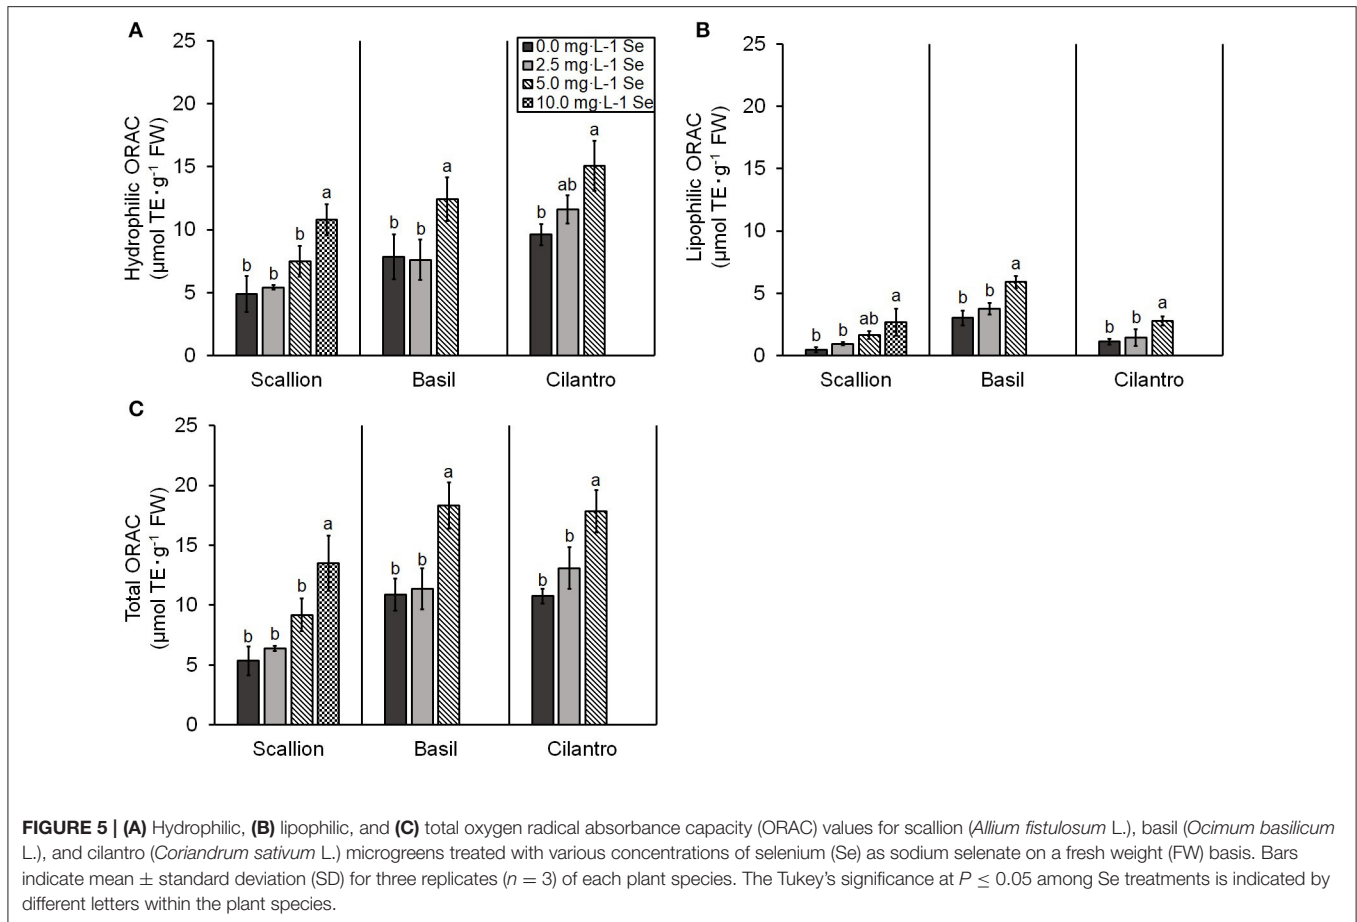 A
25
20
15
10
5
0
Hydrophilic ORAC
(μmol TE·g-1 FW)
0.0 mg·L-1 Se
2.5 mg·L-1 Se
5.0 mg·L-1 Se
10.0 mg·L-1 Se
b b b a
b b a
b ab a
Scallion Basil Cilantro
B
25
20
15
10
5
0
Lipophilic ORAC
(μmol TE·g-1 FW)
b b ab a
b b a
b b a
Scallion Basil Cilantro
C
25
20
15
10
5
0
Total ORAC
(μmol TE·g-1 FW)
b b b a
b b a
b b a
Scallion Basil Cilantro
FIGURE 5 | (A) Hydrophilic, (B) lipophilic, and (C) total oxygen radical absorbance capacity (ORAC) values for scallion (Allium fistulosum L.), basil (Ocimum basilicum
L.), and cilantro (Coriandrum sativum L.) microgreens treated with various concentrations of selenium (Se) as sodium selenate on a fresh weight (FW) basis. Bars
indicate mean ± standard deviation (SD) for three replicates (n = 3) of each plant species. The Tukey's significance at P ≤ 0.05 among Se treatments is indicated by
different letters within the plant species.